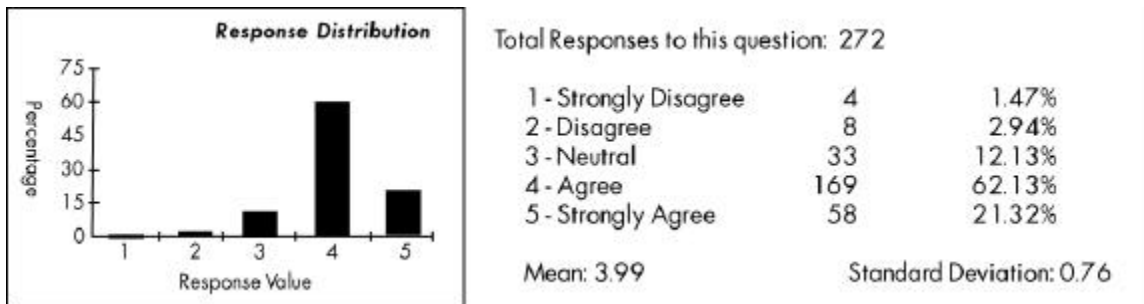 Response Distribution
75
60
45
30
15
0
Percentage
1 2 3 4 5
Response Value
Total Responses to this question: 272
1 - Strongly Disagree 4 1.47%
2 - Disagree 8 2.94%
3 - Neutral 33 12.13%
4 - Agree 169 62.13%
5 - Strongly Agree 58 21.32%
Mean: 3.99 Standard Deviation: 0.76